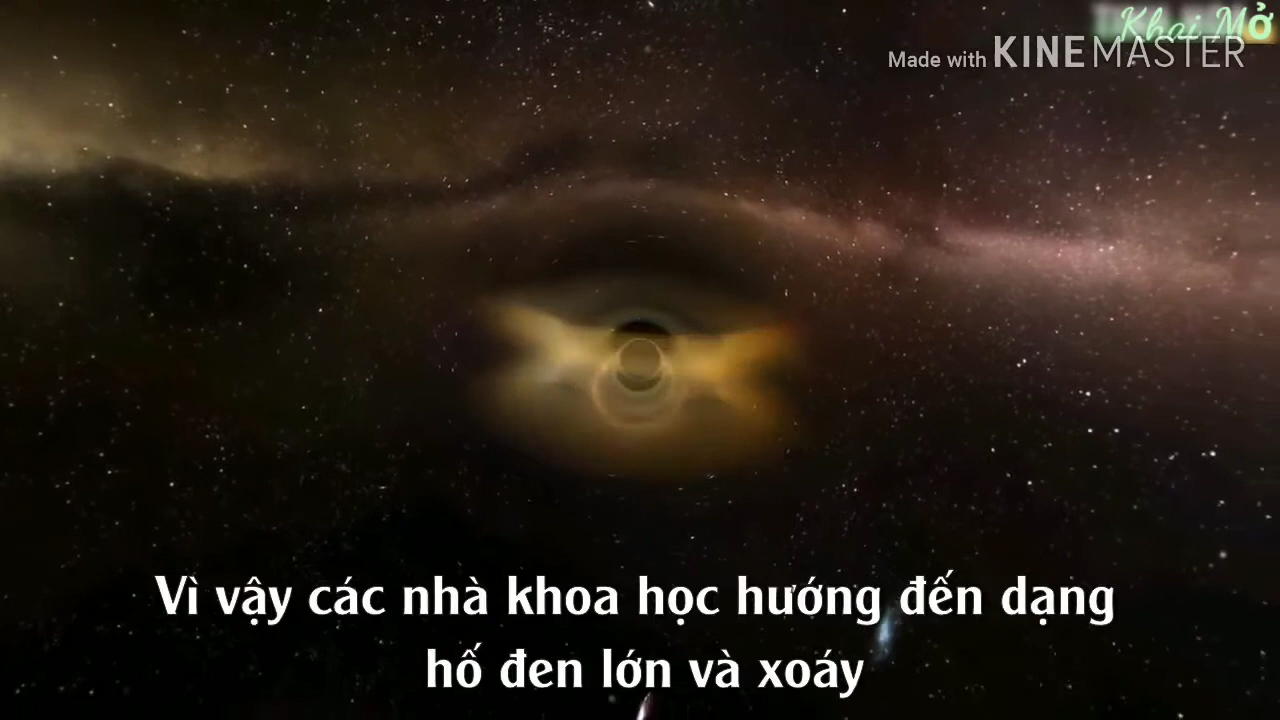 Khai Mở
Made with KINEMASTER
Vì vậy các nhà khoa học hướng đến dạng
hố đen lớn và xoáy